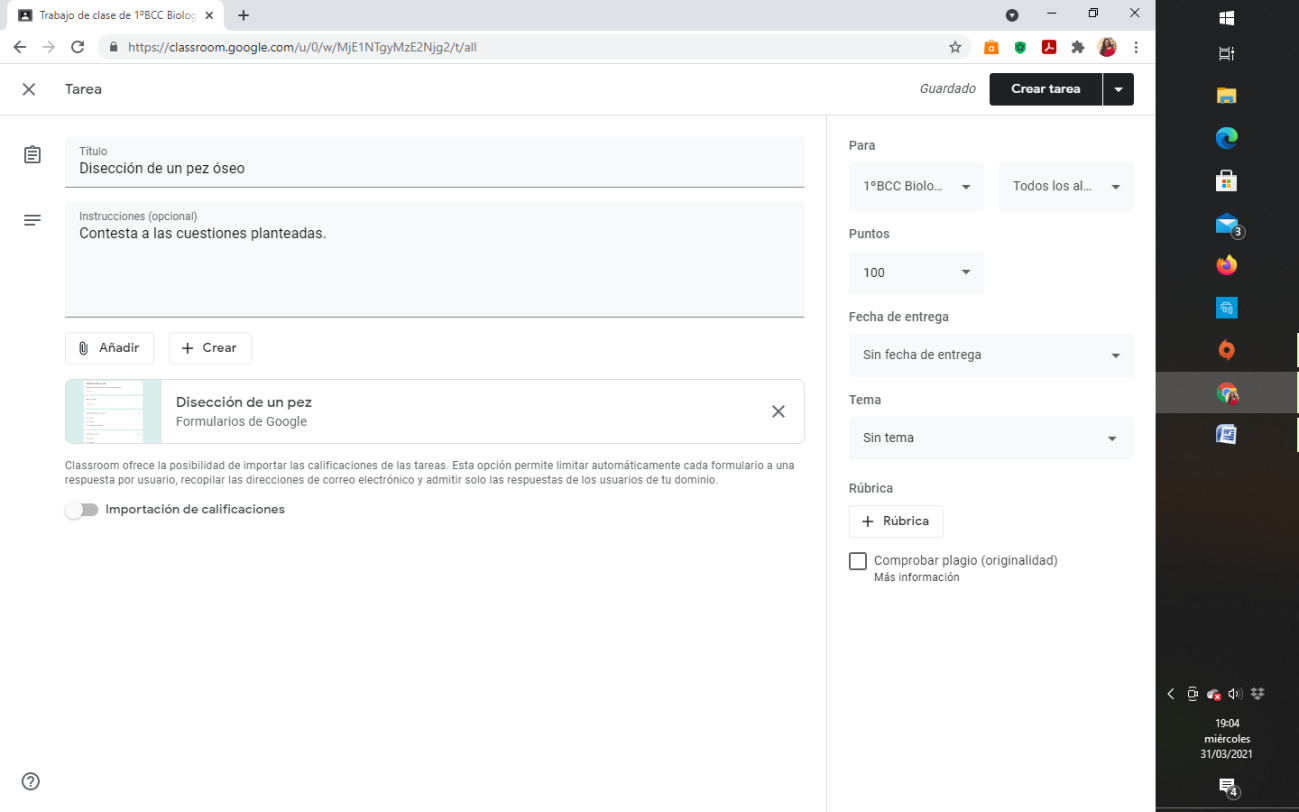 Trabajo de clase de 1ºBCC Biolog
https://classroom.google.com/u/0/w/MjE1NTgyMzE2Njg2/t/all
Tarea
Guardado
Crear tarea
Título
Disección de un pez óseo
Instrucciones (opcional)
Contesta a las cuestiones planteadas.
Añadir
Crear
Disección de un pez
Formularios de Google
Classroom ofrece la posibilidad de importar las calificaciones de las tareas. Esta opción permite limitar automáticamente cada formulario a una
respuesta por usuario, recopilar las direcciones de correo electrónico y admitir solo las respuestas de los usuarios de tu dominio.
Importación de calificaciones
Para
1ºBCC Biolo...
Todos los al...
Puntos
100
Fecha de entrega
Sin fecha de entrega
Tema
Sin tema
Rúbrica
Rúbrica
Comprobar plagio (originalidad)
Más información
3
19:04
miércoles
31/03/2021
4